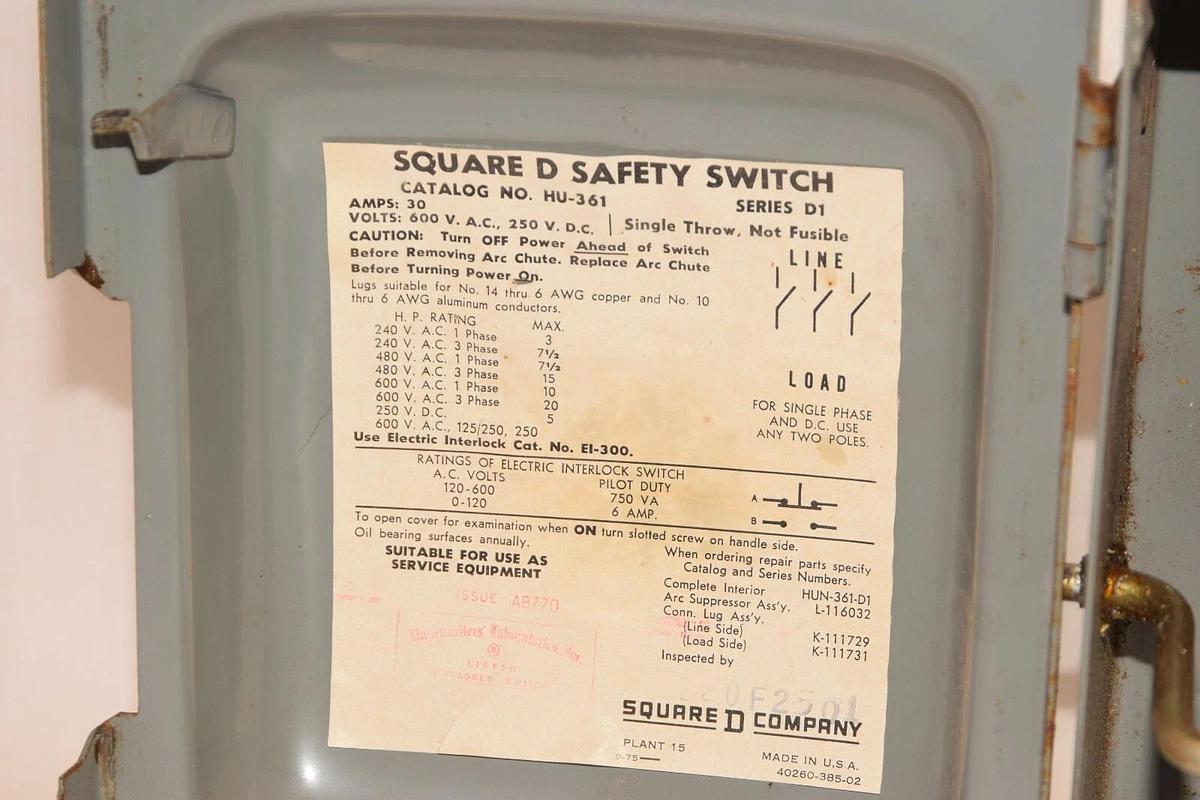 SQUARE D SAFETY SWITCH
CATALOG NO. HU-361
SERIES D1
AMPS: 30
VOLTS: 600 V. A.C., 250 V. D.C. | Single Throw, Not Fusible
CAUTION: Turn OFF Power Ahead of Switch
Before Removing Arc Chute. Replace Arc Chute
Before Turning Power On.
Lugs suitable for No. 14 thru 6 AWG copper and No. 10
thru 6 AWG aluminum conductors.
LINE
LOAD
FOR SINGLE PHASE
AND D.C. USE
ANY TWO POLES.
H. P. RATING MAX.
240 V. A.C. 1 Phase 3
240 V. A.C. 3 Phase 7½
480 V. A.C. 1 Phase 7½
480 V. A.C. 3 Phase 15
600 V. A.C. 1 Phase 10
600 V. A.C. 3 Phase 20
250 V. D.C. 5
600 V. A.C., 125/250, 250
Use Electric Interlock Cat. No. EI-300.
RATINGS OF ELECTRIC INTERLOCK SWITCH
A.C. VOLTS PILOT DUTY
120-600 750 VA
0-120 6 AMP.
A
B
To open cover for examination when ON turn slotted screw on handle side.
Oil bearing surfaces annually.
SUITABLE FOR USE AS
SERVICE EQUIPMENT
When ordering repair parts specify
Catalog and Series Numbers.
Complete Interior HUN-361-D1
Arc Suppressor Ass'y. L-116032
Conn. Lug Ass'y.
(Line Side) K-111729
(Load Side) K-111731
Inspected by
ISSUE AB770
Underwriters' Laboratories, Inc.
®
LISTED
SQUARE D COMPANY
PLANT 15
MADE IN U.S.A.
40260-385-02